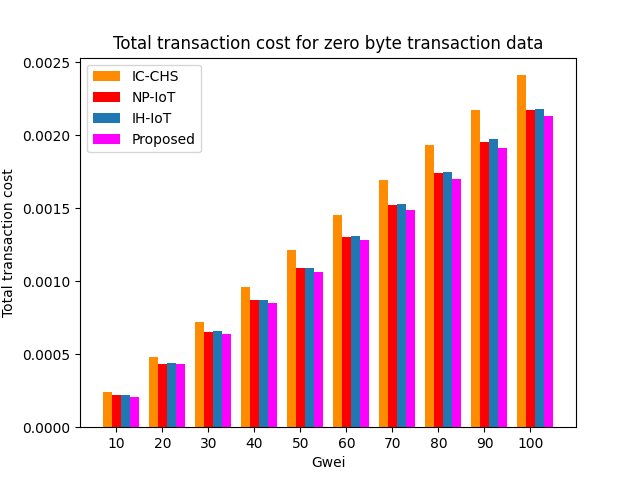 Total transaction cost for zero byte transaction data
IC-CHS
NP-IoT
IH-IoT
Proposed
Total transaction cost
0.0025
0.0020
0.0015
0.0010
0.0005
0.0000
10 20 30 40 50 60 70 80 90 100
Gwei